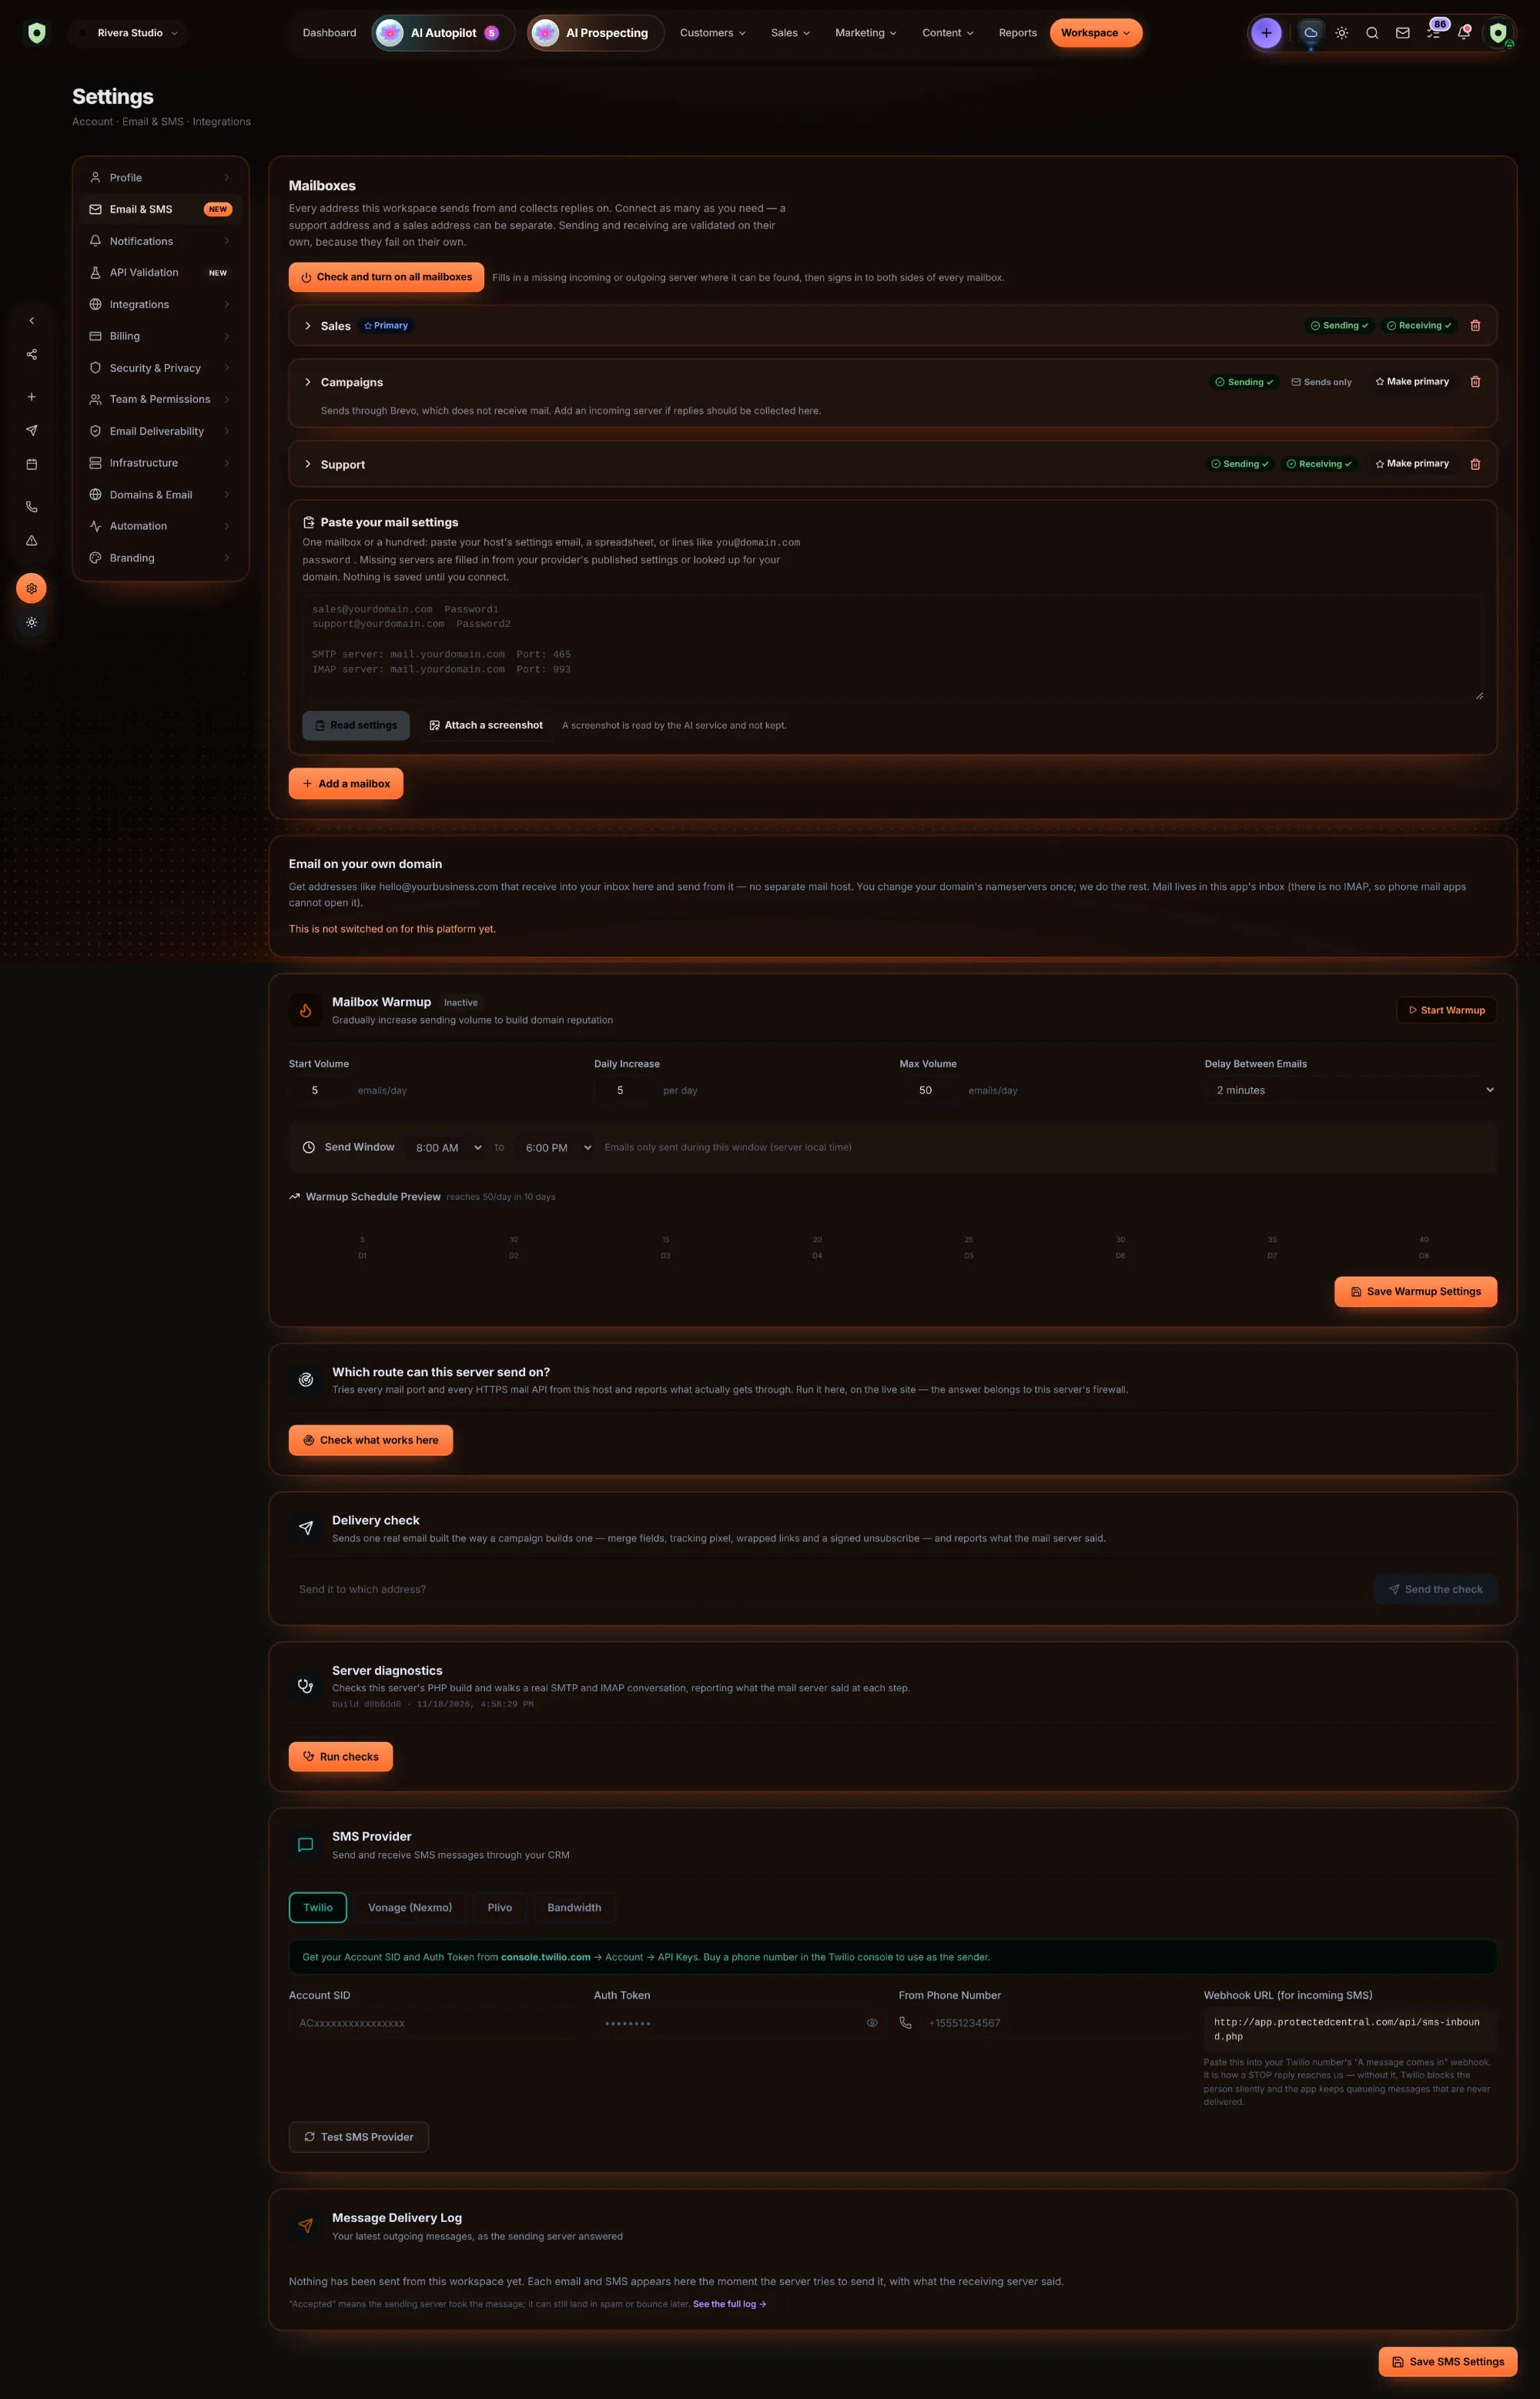 Rivera Studio
Dashboard
AI Autopilot 5
AI Prospecting
Customers
Sales
Marketing
Content
Reports
Workspace
86
Settings
Account · Email & SMS · Integrations
Profile
Email & SMS NEW
Notifications
API Validation NEW
Integrations
Billing
Security & Privacy
Team & Permissions
Email Deliverability
Infrastructure
Domains & Email
Automation
Branding
Mailboxes
Every address this workspace sends from and collects replies on. Connect as many as you need — a
support address and a sales address can be separate. Sending and receiving are validated on their
own, because they fail on their own.
Check and turn on all mailboxes
Fills in a missing incoming or outgoing server where it can be found, then signs in to both sides of every mailbox.
Sales Primary Sending ✓ Receiving ✓
Campaigns Sending ✓ Sends only Make primary
Sends through Brevo, which does not receive mail. Add an incoming server if replies should be collected here.
Support Sending ✓ Receiving ✓ Make primary
Paste your mail settings
One mailbox or a hundred: paste your host's settings email, a spreadsheet, or lines like you@domain.com
password . Missing servers are filled in from your provider's published settings or looked up for your
domain. Nothing is saved until you connect.
sales@yourdomain.com Password1
support@yourdomain.com Password2
SMTP server: mail.yourdomain.com Port: 465
IMAP server: mail.yourdomain.com Port: 993
Read settings
Attach a screenshot
A screenshot is read by the AI service and not kept.
Add a mailbox
Email on your own domain
Get addresses like hello@yourbusiness.com that receive into your inbox here and send from it — no separate mail host. You change your domain's nameservers once; we do the rest. Mail lives in this app's inbox (there is no IMAP, so phone mail apps
cannot open it).
This is not switched on for this platform yet.
Mailbox Warmup Inactive
Gradually increase sending volume to build domain reputation
Start Warmup
Start Volume Daily Increase Max Volume Delay Between Emails
5 emails/day 5 per day 50 emails/day 2 minutes
Send Window 8:00 AM to 6:00 PM Emails only sent during this window (server local time)
Warmup Schedule Preview reaches 50/day in 10 days
5 10 15 20 25 30 35 40
D1 D2 D3 D4 D5 D6 D7 D8
Save Warmup Settings
Which route can this server send on?
Tries every mail port and every HTTPS mail API from this host and reports what actually gets through. Run it here, on the live site — the answer belongs to this server's firewall.
Check what works here
Delivery check
Sends one real email built the way a campaign builds one — merge fields, tracking pixel, wrapped links and a signed unsubscribe — and reports what the mail server said.
Send it to which address?
Send the check
Server diagnostics
Checks this server's PHP build and walks a real SMTP and IMAP conversation, reporting what the mail server said at each step.
build d0b6dd0 · 11/18/2026, 4:58:29 PM
Run checks
SMS Provider
Send and receive SMS messages through your CRM
Twilio Vonage (Nexmo) Plivo Bandwidth
Get your Account SID and Auth Token from console.twilio.com → Account → API Keys. Buy a phone number in the Twilio console to use as the sender.
Account SID Auth Token From Phone Number Webhook URL (for incoming SMS)
ACxxxxxxxxxxxxxxxx •••••••• +15551234567
http://app.protectedcentral.com/api/sms-inboun
d.php
Paste this into your Twilio number's "A message comes in" webhook.
It is how a STOP reply reaches us — without it, Twilio blocks the
person silently and the app keeps queueing messages that are never
delivered.
Test SMS Provider
Message Delivery Log
Your latest outgoing messages, as the sending server answered
Nothing has been sent from this workspace yet. Each email and SMS appears here the moment the server tries to send it, with what the receiving server said.
"Accepted" means the sending server took the message; it can still land in spam or bounce later. See the full log →
Save SMS Settings